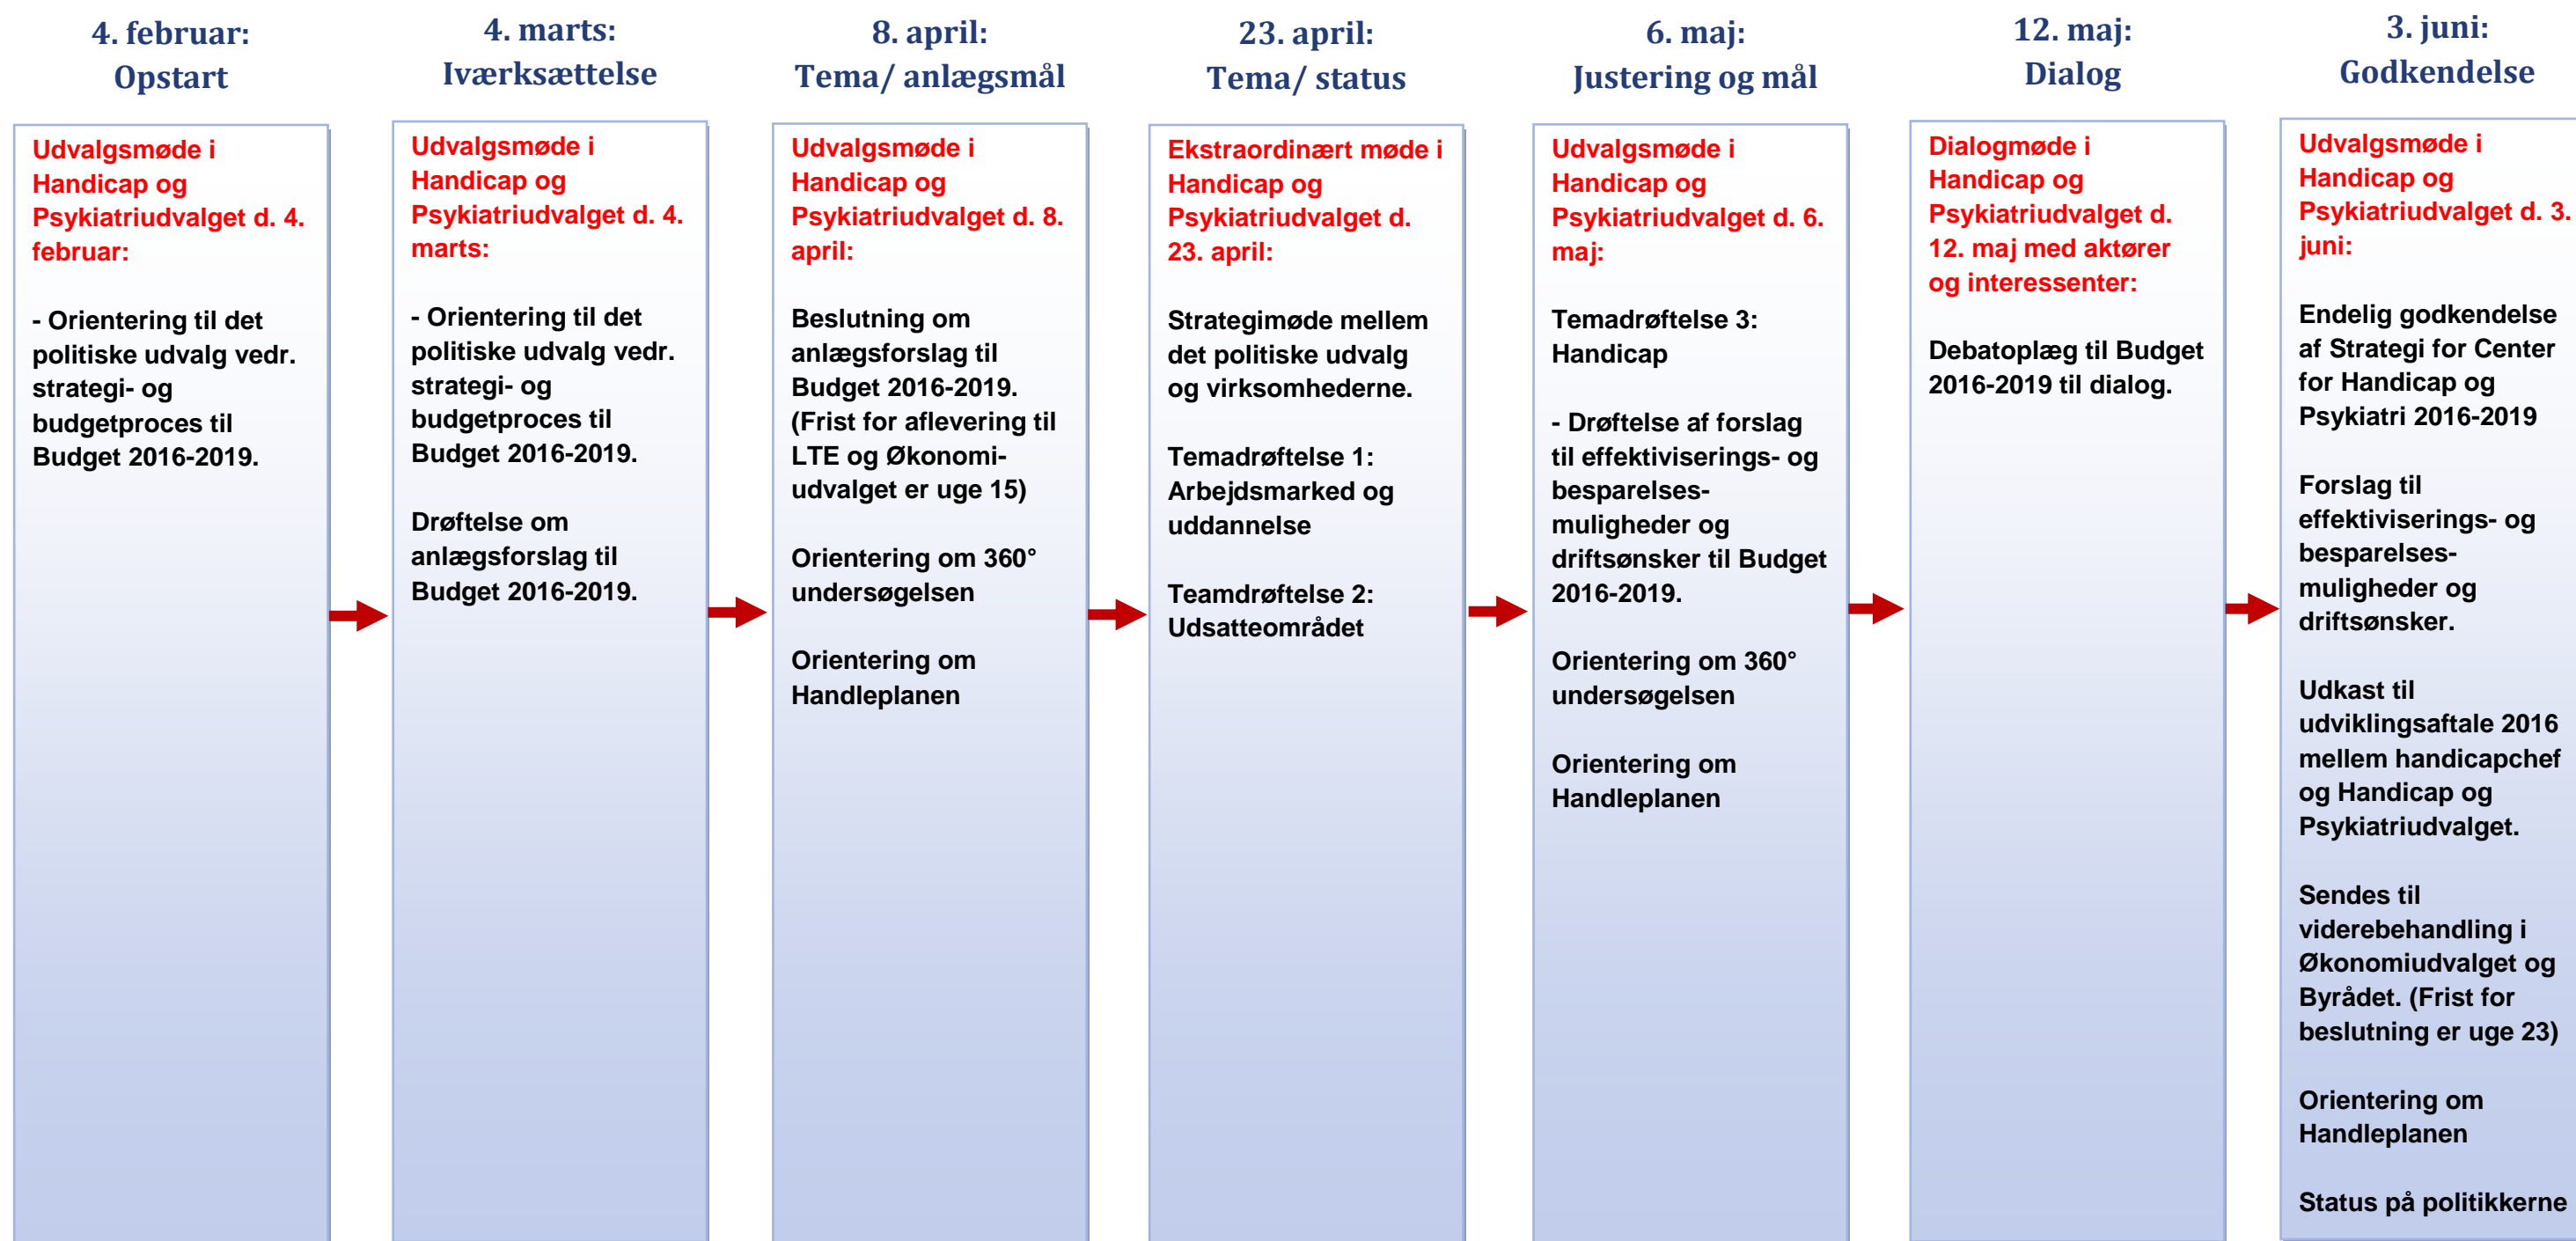 4. februar:
Opstart
Udvalgsmøde i
Handicap og
Psykiatriudvalget d. 4.
februar:
- Orientering til det
politiske udvalg vedr.
strategi- og
budgetproces til
Budget 2016-2019.
4. marts:
Iværksættelse
Udvalgsmøde i
Handicap og
Psykiatriudvalget d. 4.
marts:
- Orientering til det
politiske udvalg vedr.
strategi- og
budgetproces til
Budget 2016-2019.
Drøftelse om
anlægsforslag til
Budget 2016-2019.
8. april:
Tema/ anlægsmål
Udvalgsmøde i
Handicap og
Psykiatriudvalget d. 8.
april:
Beslutning om
anlægsforslag til
Budget 2016-2019.
(Frist for aflevering til
LTE og Økonomi-
udvalget er uge 15)
Orientering om 360°
undersøgelsen
Orientering om
Handleplanen
23. april:
Tema/ status
Ekstraordinært møde i
Handicap og
Psykiatriudvalget d.
23. april:
Strategimøde mellem
det politiske udvalg
og virksomhederne.
Temadrøftelse 1:
Arbejdsmarked og
uddannelse
Teamdrøftelse 2:
Udsatteområdet
6. maj:
Justering og mål
Udvalgsmøde i
Handicap og
Psykiatriudvalget d. 6.
maj:
Temadrøftelse 3:
Handicap
- Drøftelse af forslag
til effektiviserings- og
besparelses-
muligheder og
driftsønsker til Budget
2016-2019.
Orientering om 360°
undersøgelsen
Orientering om
Handleplanen
12. maj:
Dialog
Dialogmøde i
Handicap og
Psykiatriudvalget d.
12. maj med aktører
og interessenter:
Debatoplæg til Budget
2016-2019 til dialog.
3. juni:
Godkendelse
Udvalgsmøde i
Handicap og
Psykiatriudvalget d. 3.
juni:
Endelig godkendelse
af Strategi for Center
for Handicap og
Psykiatri 2016-2019
Forslag til
effektiviserings- og
besparelses-
muligheder og
driftsønsker.
Udkast til
udviklingsaftale 2016
mellem handicapchef
og Handicap og
Psykiatriudvalget.
Sendes til
viderebehandling i
Økonomiudvalget og
Byrådet. (Frist for
beslutning er uge 23)
Orientering om
Handleplanen
Status på politikkerne